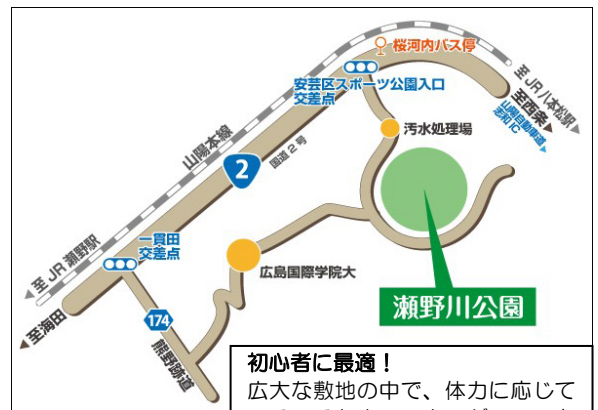 桜河内バス停
至JR八本松駅
安芸区スポーツ公園入口
交差点
至西条
山陽自動車道
志和IC
汚水処理場
山陽本線
2
国道2号
一貫田
交差点
至JR瀬野駅
広島国際学院大
瀬野川公園
至海田
174
熊野跡道
初心者に最適！
広大な敷地の中で、体力に応じて